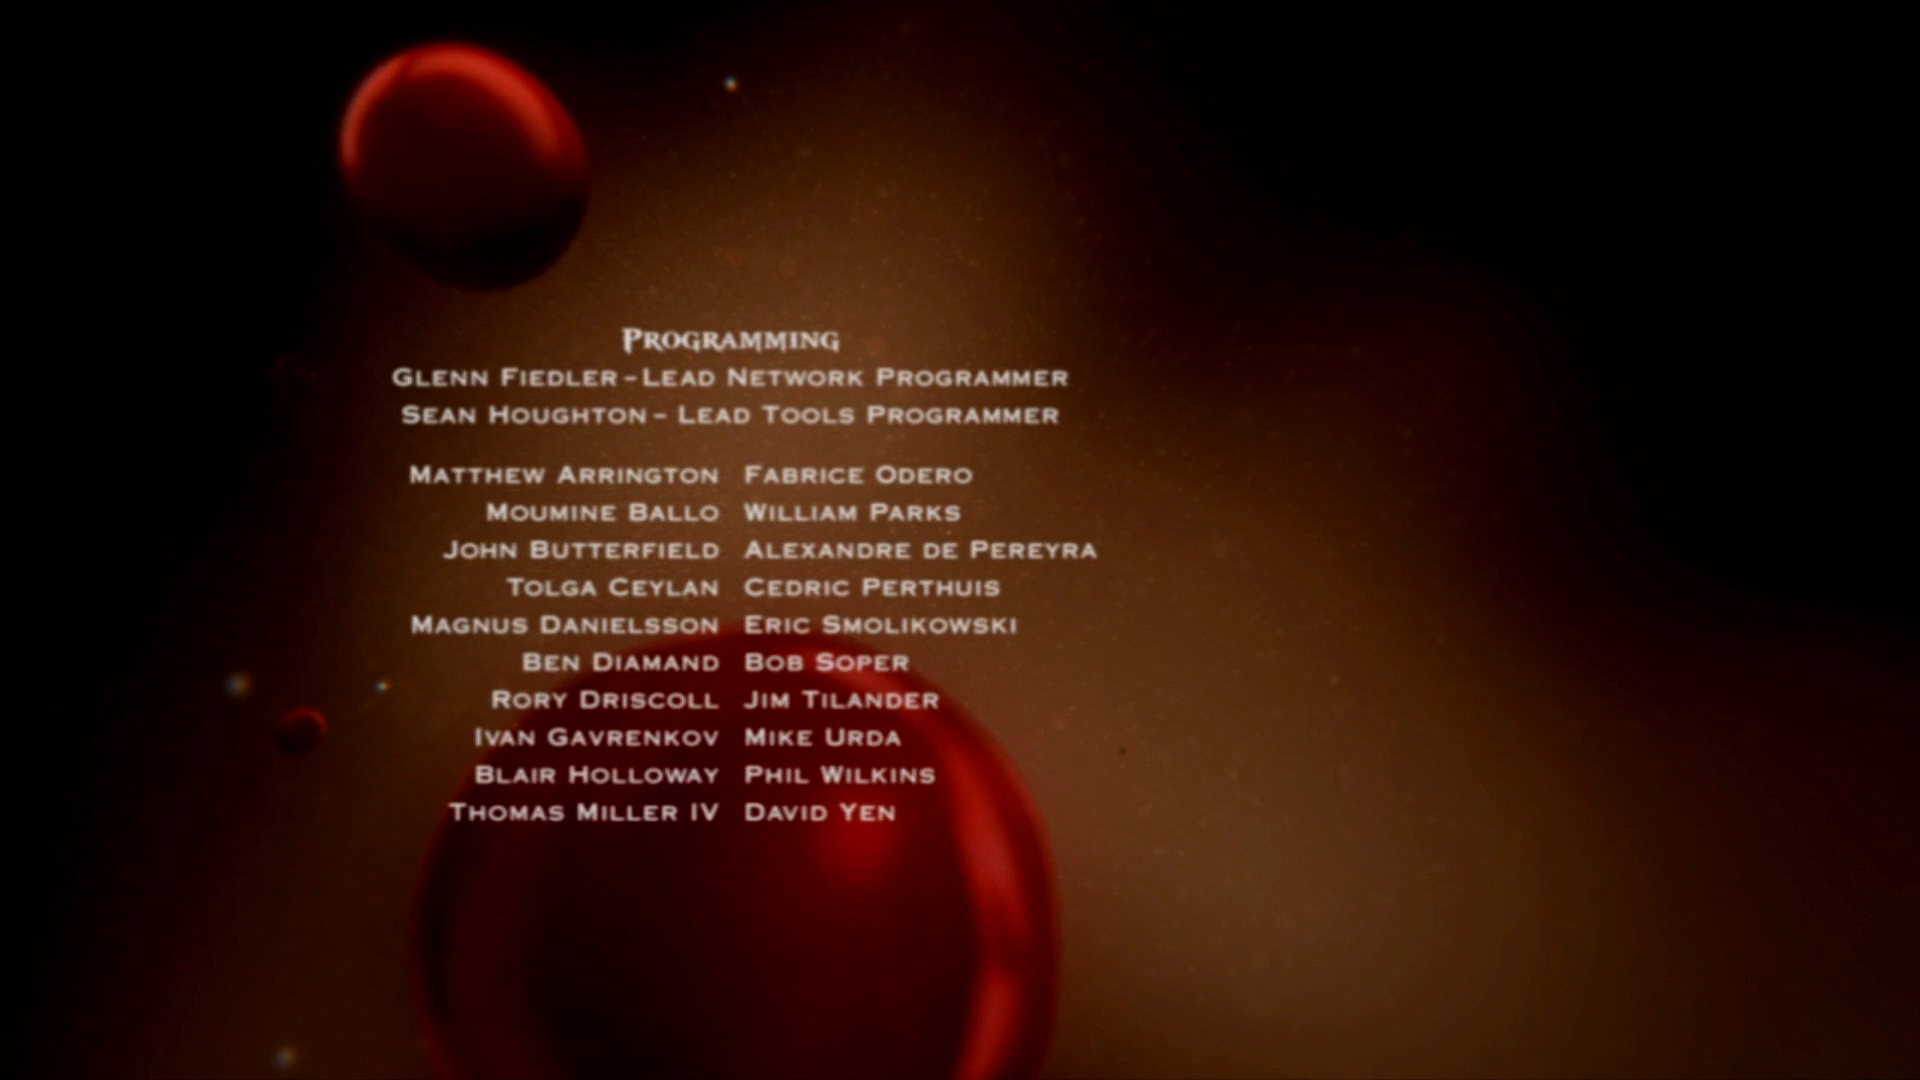 Programming
Glenn Fiedler - Lead Network Programmer
Sean Houghton - Lead Tools Programmer
Matthew Arrington Fabrice Odero
Moumine Ballo William Parks
John Butterfield Alexandre de Pereyra
Tolga Ceylan Cedric Perthuis
Magnus Danielsson Eric Smolikowski
Ben Diamand Bob Soper
Rory Driscoll Jim Tilander
Ivan Gavrenkov Mike Urda
Blair Holloway Phil Wilkins
Thomas Miller IV David Yen